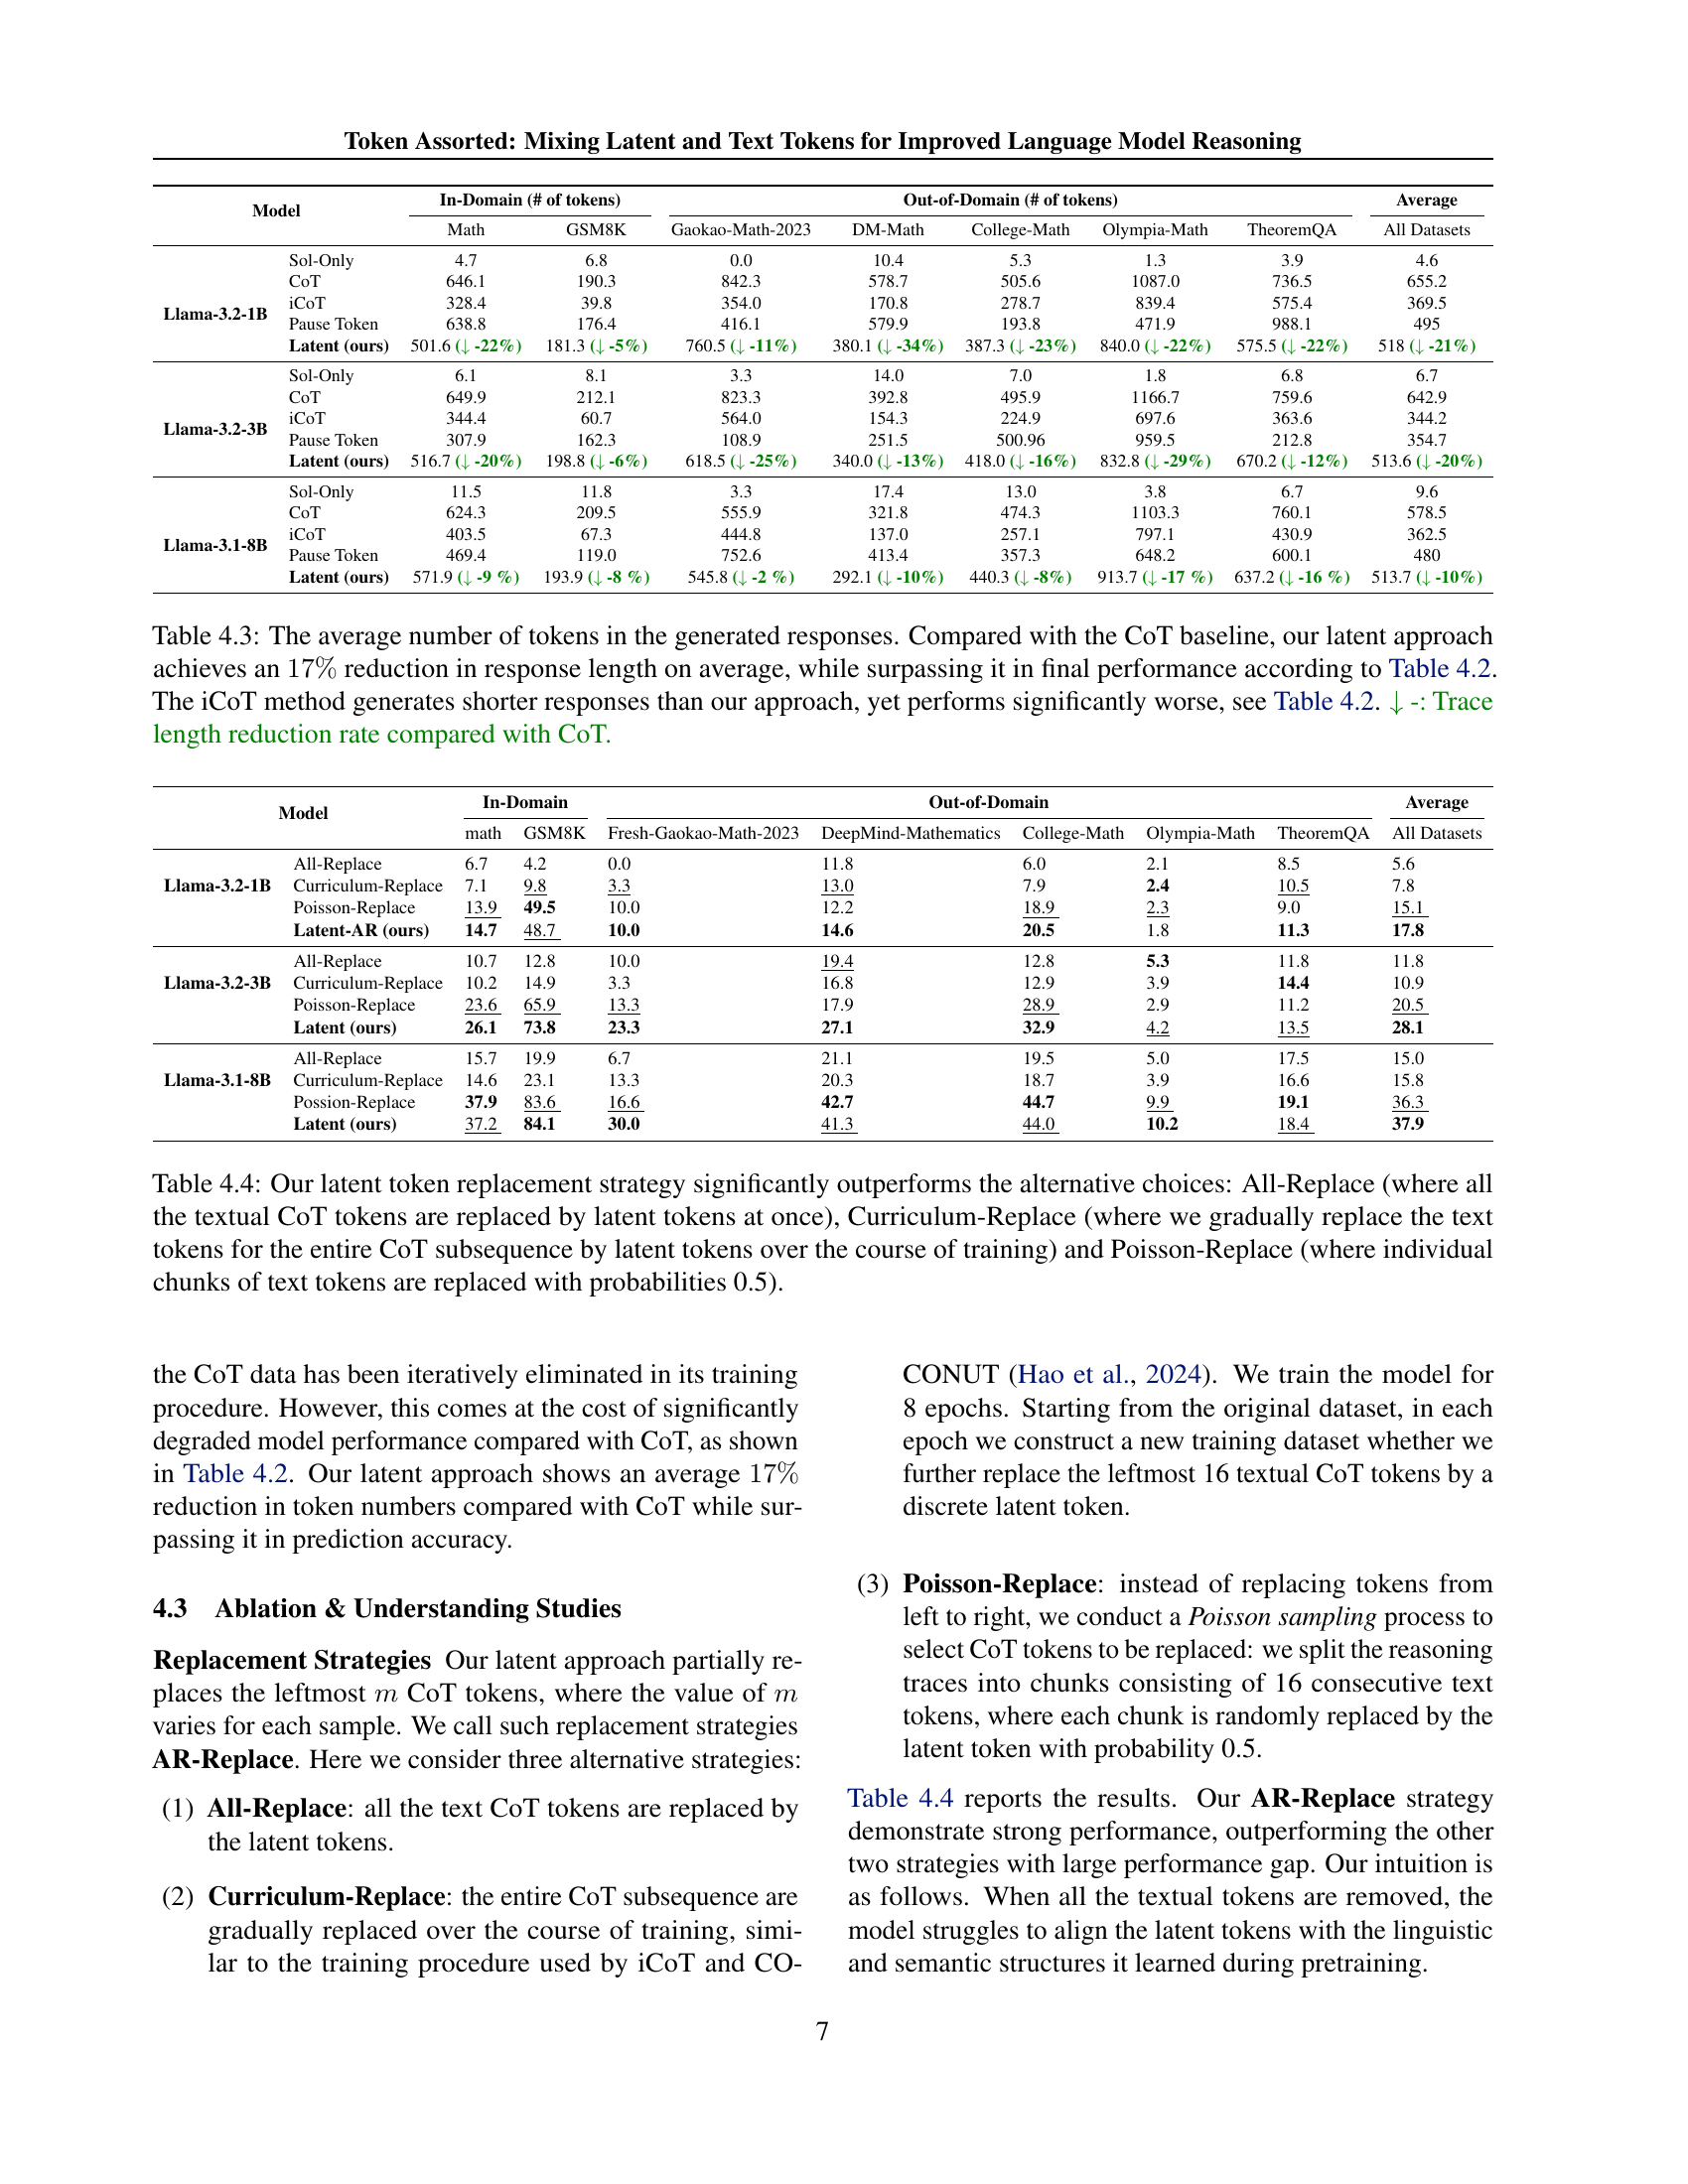 Token Assorted: Mixing Latent and Text Tokens for Improved Language Model Reasoning
Model In-Domain (# of tokens) Out-of-Domain (# of tokens) Average
Math GSM8K Gaokao-Math-2023 DM-Math College-Math Olympia-Math TheoremQA All Datasets
Llama-3.2-1B
Sol-Only 4.7 6.8 0.0 10.4 5.3 1.3 3.9 4.6
CoT 646.1 190.3 842.3 578.7 505.6 1087.0 736.5 655.2
iCoT 328.4 39.8 354.0 170.8 278.7 839.4 575.4 369.5
Pause Token 638.8 176.4 416.1 579.9 193.8 471.9 988.1 495
Latent (ours) 501.6 (↓ -22%) 181.3 (↓ -5%) 760.5 (↓ -11%) 380.1 (↓ -34%) 387.3 (↓ -23%) 840.0 (↓ -22%) 575.5 (↓ -22%) 518 (↓ -21%)
Llama-3.2-3B
Sol-Only 6.1 8.1 3.3 14.0 7.0 1.8 6.8 6.7
CoT 649.9 212.1 823.3 392.8 495.9 1166.7 759.6 642.9
iCoT 344.4 60.7 564.0 154.3 224.9 697.6 363.6 344.2
Pause Token 307.9 162.3 108.9 251.5 500.96 959.5 212.8 354.7
Latent (ours) 516.7 (↓ -20%) 198.8 (↓ -6%) 618.5 (↓ -25%) 340.0 (↓ -13%) 418.0 (↓ -16%) 832.8 (↓ -29%) 670.2 (↓ -12%) 513.6 (↓ -20%)
Llama-3.1-8B
Sol-Only 11.5 11.8 3.3 17.4 13.0 3.8 6.7 9.6
CoT 624.3 209.5 555.9 321.8 474.3 1103.3 760.1 578.5
iCoT 403.5 67.3 444.8 137.0 257.1 797.1 430.9 362.5
Pause Token 469.4 119.0 752.6 413.4 357.3 648.2 600.1 480
Latent (ours) 571.9 (↓ -9 %) 193.9 (↓ -8 %) 545.8 (↓ -2 %) 292.1 (↓ -10%) 440.3 (↓ -8%) 913.7 (↓ -17 %) 637.2 (↓ -16 %) 513.7 (↓ -10%)
Table 4.3: The average number of tokens in the generated responses. Compared with the CoT baseline, our latent approach
achieves an 17% reduction in response length on average, while surpassing it in final performance according to Table 4.2.
The iCoT method generates shorter responses than our approach, yet performs significantly worse, see Table 4.2. ↓ -: Trace
length reduction rate compared with CoT.
Model In-Domain Out-of-Domain Average
math GSM8K Fresh-Gaokao-Math-2023 DeepMind-Mathematics College-Math Olympia-Math TheoremQA All Datasets
All-Replace 6.7 4.2 0.0 11.8 6.0 2.1 8.5 5.6
Llama-3.2-1B Curriculum-Replace 7.1 9.8 3.3 13.0 7.9 2.4 10.5 7.8
Poisson-Replace 13.9 49.5 10.0 12.2 18.9 2.3 9.0 15.1
Latent-AR (ours) 14.7 48.7 10.0 14.6 20.5 1.8 11.3 17.8
All-Replace 10.7 12.8 10.0 19.4 12.8 5.3 11.8 11.8
Llama-3.2-3B Curriculum-Replace 10.2 14.9 3.3 16.8 12.9 3.9 14.4 10.9
Poisson-Replace 23.6 65.9 13.3 17.9 28.9 2.9 11.2 20.5
Latent (ours) 26.1 73.8 23.3 27.1 32.9 4.2 13.5 28.1
All-Replace 15.7 19.9 6.7 21.1 19.5 5.0 17.5 15.0
Llama-3.1-8B Curriculum-Replace 14.6 23.1 13.3 20.3 18.7 3.9 16.6 15.8
Possion-Replace 37.9 83.6 16.6 42.7 44.7 9.9 19.1 36.3
Latent (ours) 37.2 84.1 30.0 41.3 44.0 10.2 18.4 37.9
Table 4.4: Our latent token replacement strategy significantly outperforms the alternative choices: All-Replace (where all
the textual CoT tokens are replaced by latent tokens at once), Curriculum-Replace (where we gradually replace the text
tokens for the entire CoT subsequence by latent tokens over the course of training) and Poisson-Replace (where individual
chunks of text tokens are replaced with probabilities 0.5).
the CoT data has been iteratively eliminated in its training
procedure. However, this comes at the cost of significantly
degraded model performance compared with CoT, as shown
in Table 4.2. Our latent approach shows an average 17%
reduction in token numbers compared with CoT while sur-
passing it in prediction accuracy.
4.3 Ablation & Understanding Studies
Replacement Strategies Our latent approach partially re-
places the leftmost m CoT tokens, where the value of m
varies for each sample. We call such replacement strategies
AR-Replace. Here we consider three alternative strategies:
(1) All-Replace: all the text CoT tokens are replaced by
the latent tokens.
(2) Curriculum-Replace: the entire CoT subsequence are
gradually replaced over the course of training, simi-
lar to the training procedure used by iCoT and CO-
CONUT (Hao et al., 2024). We train the model for
8 epochs. Starting from the original dataset, in each
epoch we construct a new training dataset whether we
further replace the leftmost 16 textual CoT tokens by a
discrete latent token.
(3) Poisson-Replace: instead of replacing tokens from
left to right, we conduct a Poisson sampling process to
select CoT tokens to be replaced: we split the reasoning
traces into chunks consisting of 16 consecutive text
tokens, where each chunk is randomly replaced by the
latent token with probability 0.5.
Table 4.4 reports the results. Our AR-Replace strategy
demonstrate strong performance, outperforming the other
two strategies with large performance gap. Our intuition is
as follows. When all the textual tokens are removed, the
model struggles to align the latent tokens with the linguistic
and semantic structures it learned during pretraining.
7